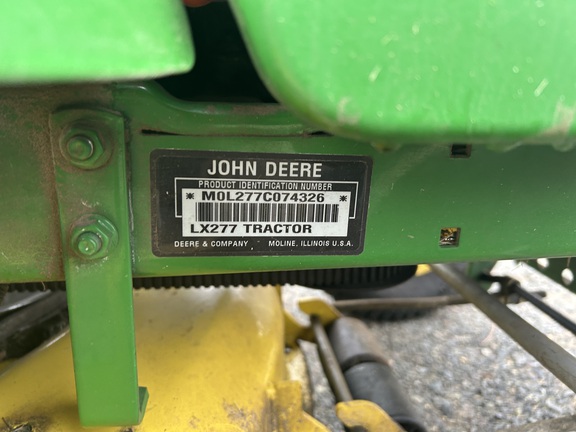 JOHN DEERE
PRODUCT IDENTIFICATION NUMBER
* M0L277C074326 *
LX277 TRACTOR
DEERE & COMPANY MOLINE, ILLINOIS U.S.A.